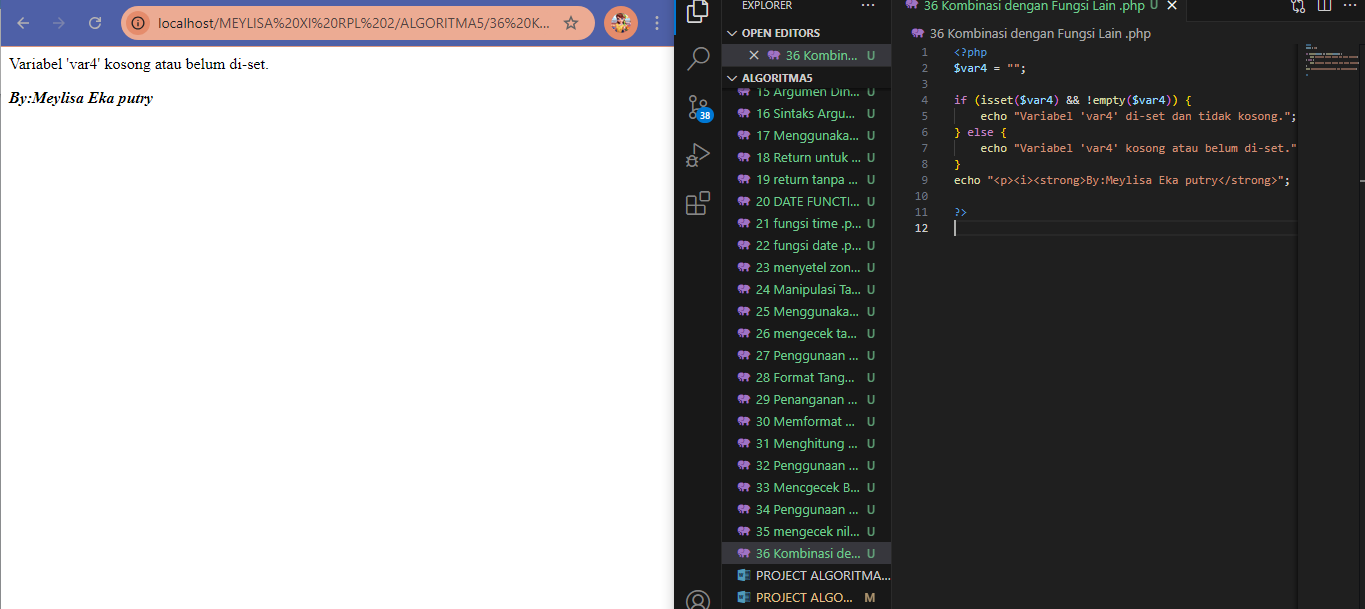 localhost/MEYLISA%20XI%20RPL%202/ALGORITMA5/36%20K...
Variabel 'var4' kosong atau belum di-set.
By:Meylisa Eka putry
EXPLORER
OPEN EDITORS
36 Kombin... U
ALGORITMA5
15 Argumen Din... U
16 Sintaks Argu... U
17 Menggunaka... U
18 Return untuk ... U
19 return tanpa ... U
20 DATE FUNCTI... U
21 fungsi time .p... U
22 fungsi date .p... U
23 menyetel zon... U
24 Manipulasi Ta... U
25 Menggunaka... U
26 mengecek ta... U
27 Penggunaan ... U
28 Format Tang... U
29 Penanganan ... U
30 Memformat ... U
31 Menghitung ... U
32 Penggunaan ... U
33 Mencgecek B... U
34 Penggunaan ... U
35 mengecek nil... U
36 Kombinasi de... U
PROJECT ALGORITMA...
PROJECT ALGO... M
38
36 Kombinasi dengan Fungsi Lain .php U
36 Kombinasi dengan Fungsi Lain .php
1 <?php
2 $var4 = "";
3
4 if (isset($var4) && !empty($var4)) {
5 echo "Variabel 'var4' di-set dan tidak kosong.";
6 } else {
7 echo "Variabel 'var4' kosong atau belum di-set."
8 }
9 echo "<p><i><strong>By:Meylisa Eka putry</strong>";
10
11 ?>
12